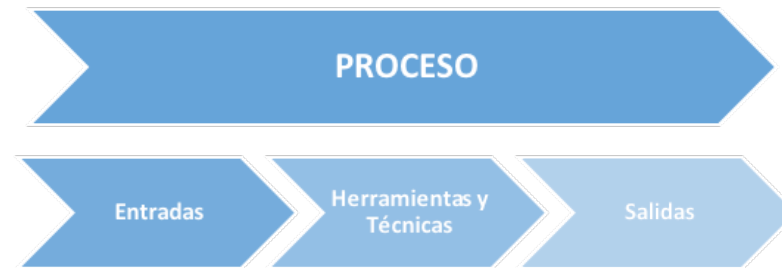 PROCESO
Entradas
Herramientas y
Técnicas
Salidas